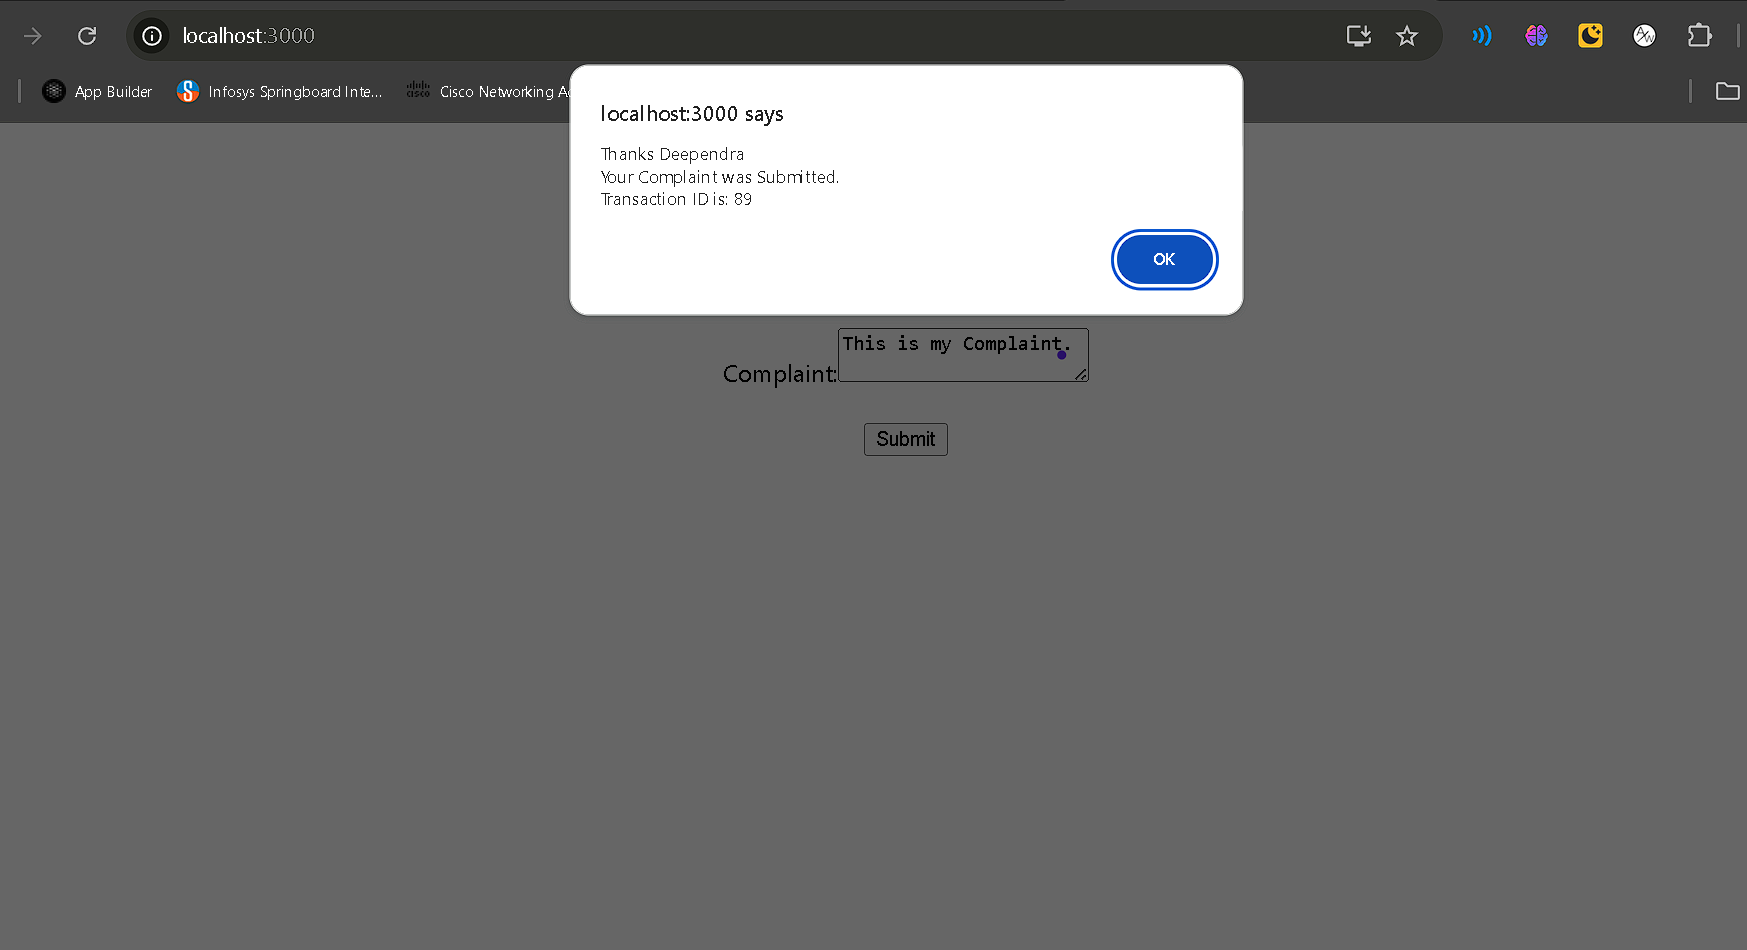 localhost:3000
App Builder
Infosys Springboard Inte...
CISCO
Cisco Networking A
localhost:3000 says
Thanks Deependra
Your Complaint was Submitted.
Transaction ID is: 89
OK
This is my Complaint.
Complaint:
Submit